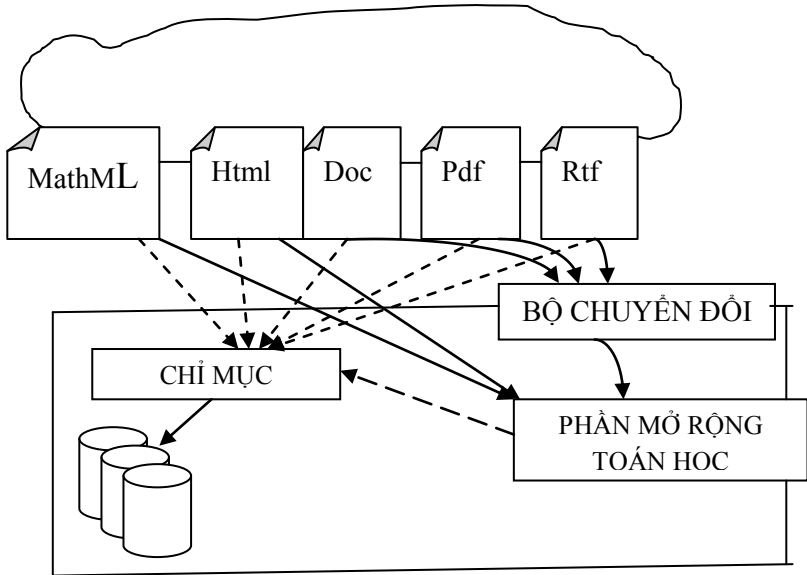 MathML
Html
Doc
Pdf
Rtf
BỘ CHUYỂN ĐỔI
CHỈ MỤC
PHẦN MỞ RỘNG
TOÁN HOC